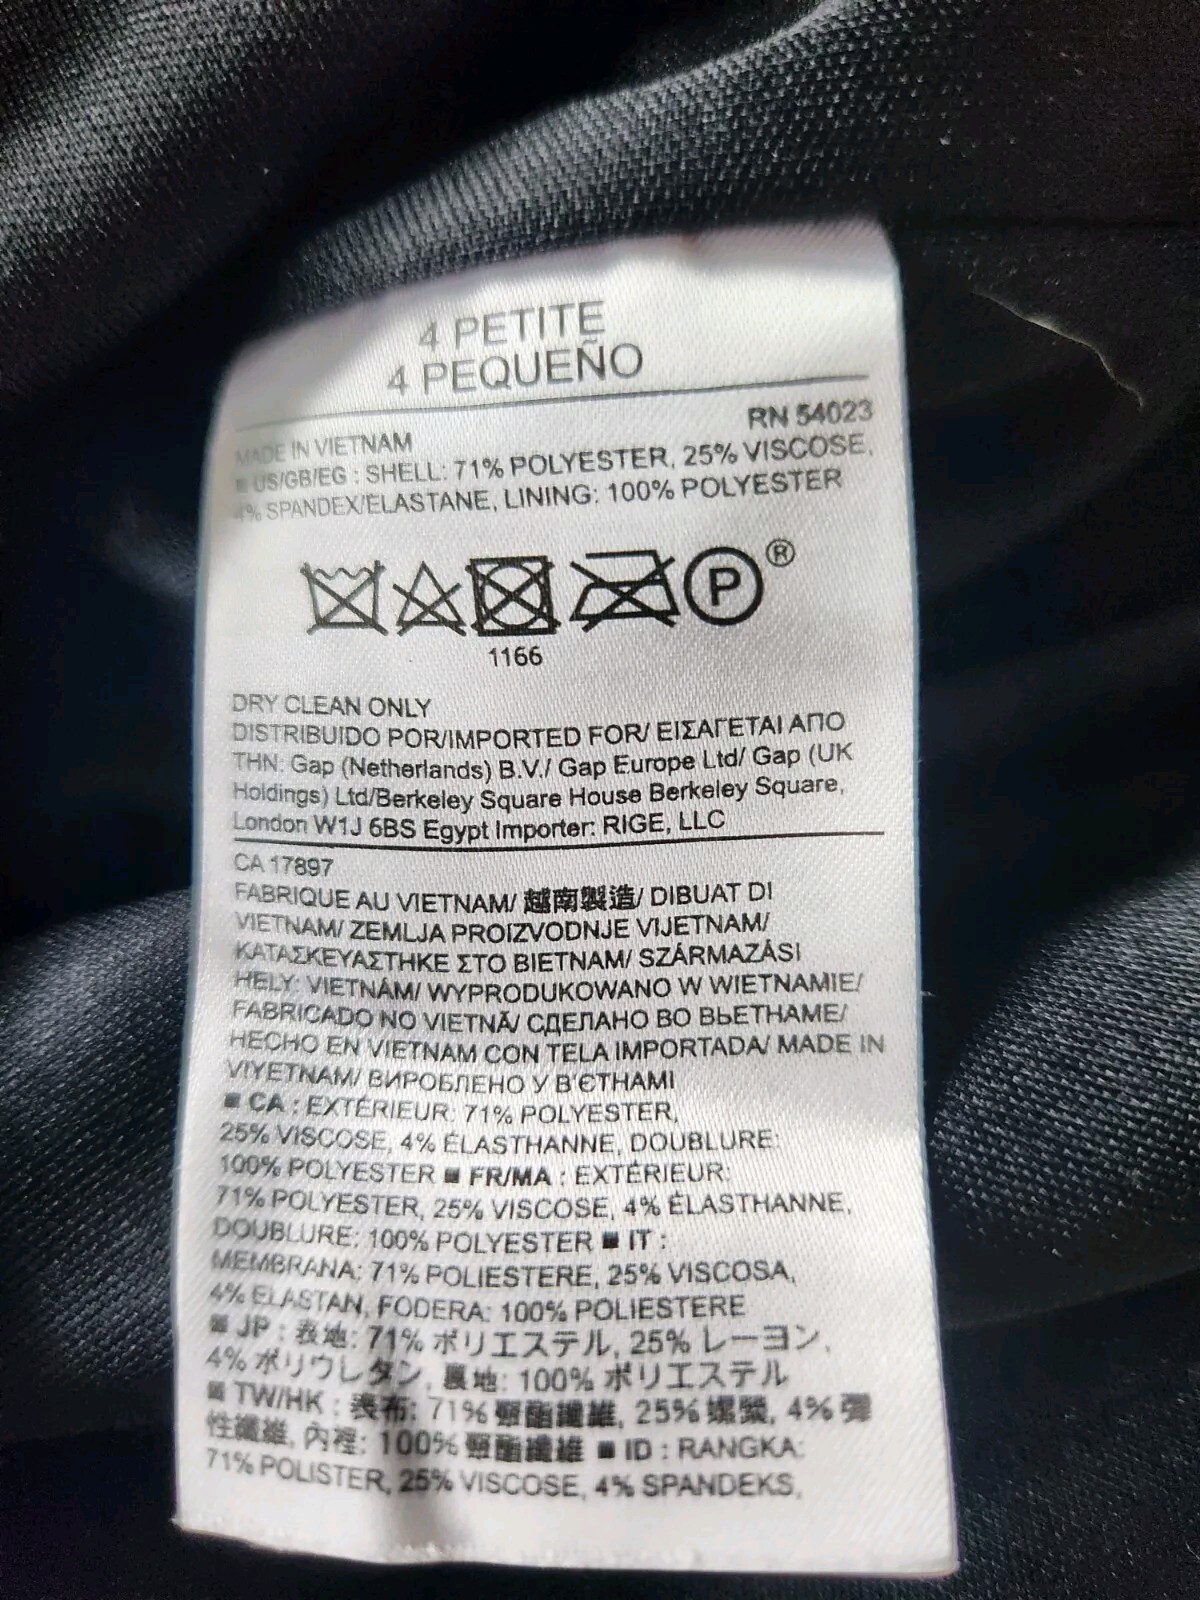 4 PETITE
4 PEQUEÑO
RN 54023
MADE IN VIETNAM
■ US/GB/EG : SHELL: 71% POLYESTER, 25% VISCOSE,
4% SPANDEX/ELASTANE, LINING: 100% POLYESTER
P ®
1166
DRY CLEAN ONLY
DISTRIBUIDO POR/IMPORTED FOR/ ΕΙΣΑΓΕΤΑΙ ΑΠΟ
THN: Gap (Netherlands) B.V./ Gap Europe Ltd/ Gap (UK
Holdings) Ltd/Berkeley Square House Berkeley Square,
London W1J 6BS Egypt Importer: RIGE, LLC
CA 17897
FABRIQUE AU VIETNAM/ 越南製造/ DIBUAT DI
VIETNAM/ ZEMLJA PROIZVODNJE VIJETNAM/
ΚΑΤΑΣΚΕΥΑΣΤΗΚΕ ΣΤΟ ΒΙΕΤΝΑΜ/ SZÁRMAZÁSI
HELY: VIETNÁM/ WYPRODUKOWANO W WIETNAMIE/
FABRICADO NO VIETNÃ/ СДЕЛАНО ВО ВЬЕТНАМЕ/
HECHO EN VIETNAM CON TELA IMPORTADA/ MADE IN
VIYETNAM/ ВИРОБЛЕНО У В'ЄТНАМІ
■ CA : EXTÉRIEUR: 71% POLYESTER,
25% VISCOSE, 4% ÉLASTHANNE, DOUBLURE:
100% POLYESTER ■ FR/MA : EXTÉRIEUR:
71% POLYESTER, 25% VISCOSE, 4% ÉLASTHANNE,
DOUBLURE: 100% POLYESTER ■ IT :
MEMBRANA: 71% POLIESTERE, 25% VISCOSA,
4% ELASTAN, FODERA: 100% POLIESTERE
■ JP : 表地: 71% ポリエステル, 25% レーヨン,
4% ポリウレタン, 裏地: 100% ポリエステル
■ TW/HK : 表布: 71% 聚酯纖維, 25% 嫘縈, 4% 彈
性纖維, 內裡: 100% 聚酯纖維 ■ ID : RANGKA:
71% POLISTER, 25% VISCOSE, 4% SPANDEKS,